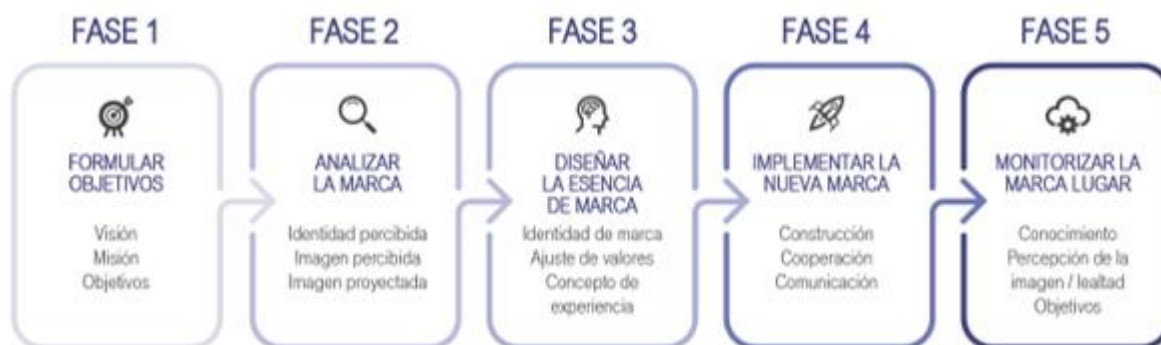 FASE 1
FORMULAR
OBJETIVOS
Visión
Misión
Objetivos
FASE 2
ANALIZAR
LA MARCA
Identidad percibida
Imagen percibida
Imagen proyectada
FASE 3
DISEÑAR
LA ESENCIA
DE MARCA
Identidad de marca
Ajuste de valores
Concepto de
experiencia
FASE 4
IMPLEMENTAR LA
NUEVA MARCA
Construcción
Cooperación
Comunicación
FASE 5
MONITORIZAR LA
MARCA LUGAR
Conocimiento
Percepción de la
imagen / lealtad
Objetivos